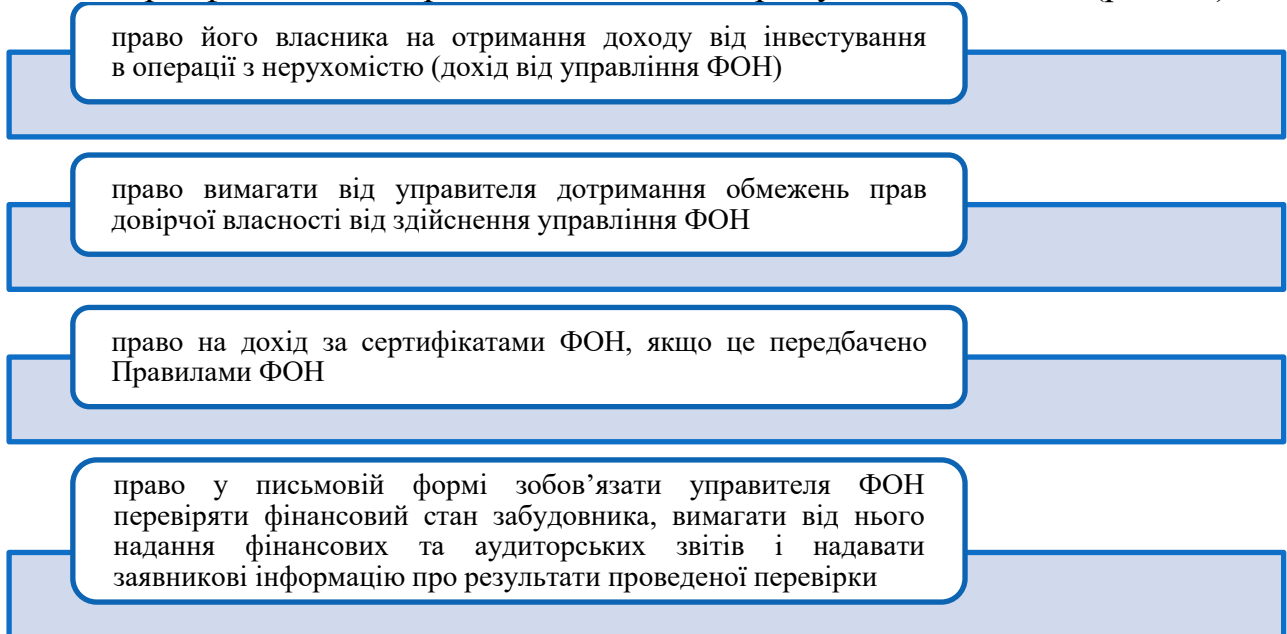 право його власника на отримання доходу від інвестування
в операції з нерухомістю (дохід від управління ФОН)
право вимагати від управителя дотримання обмежень прав
довірчої власності від здійснення управління ФОН
право на дохід за сертифікатами ФОН, якщо це передбачено
Правилами ФОН
право у письмовій формі зобов’язати управителя ФОН
перевіряти фінансовий стан забудовника, вимагати від нього
надання фінансових та аудиторських звітів і надавати
заявникові інформацію про результати проведеної перевірки